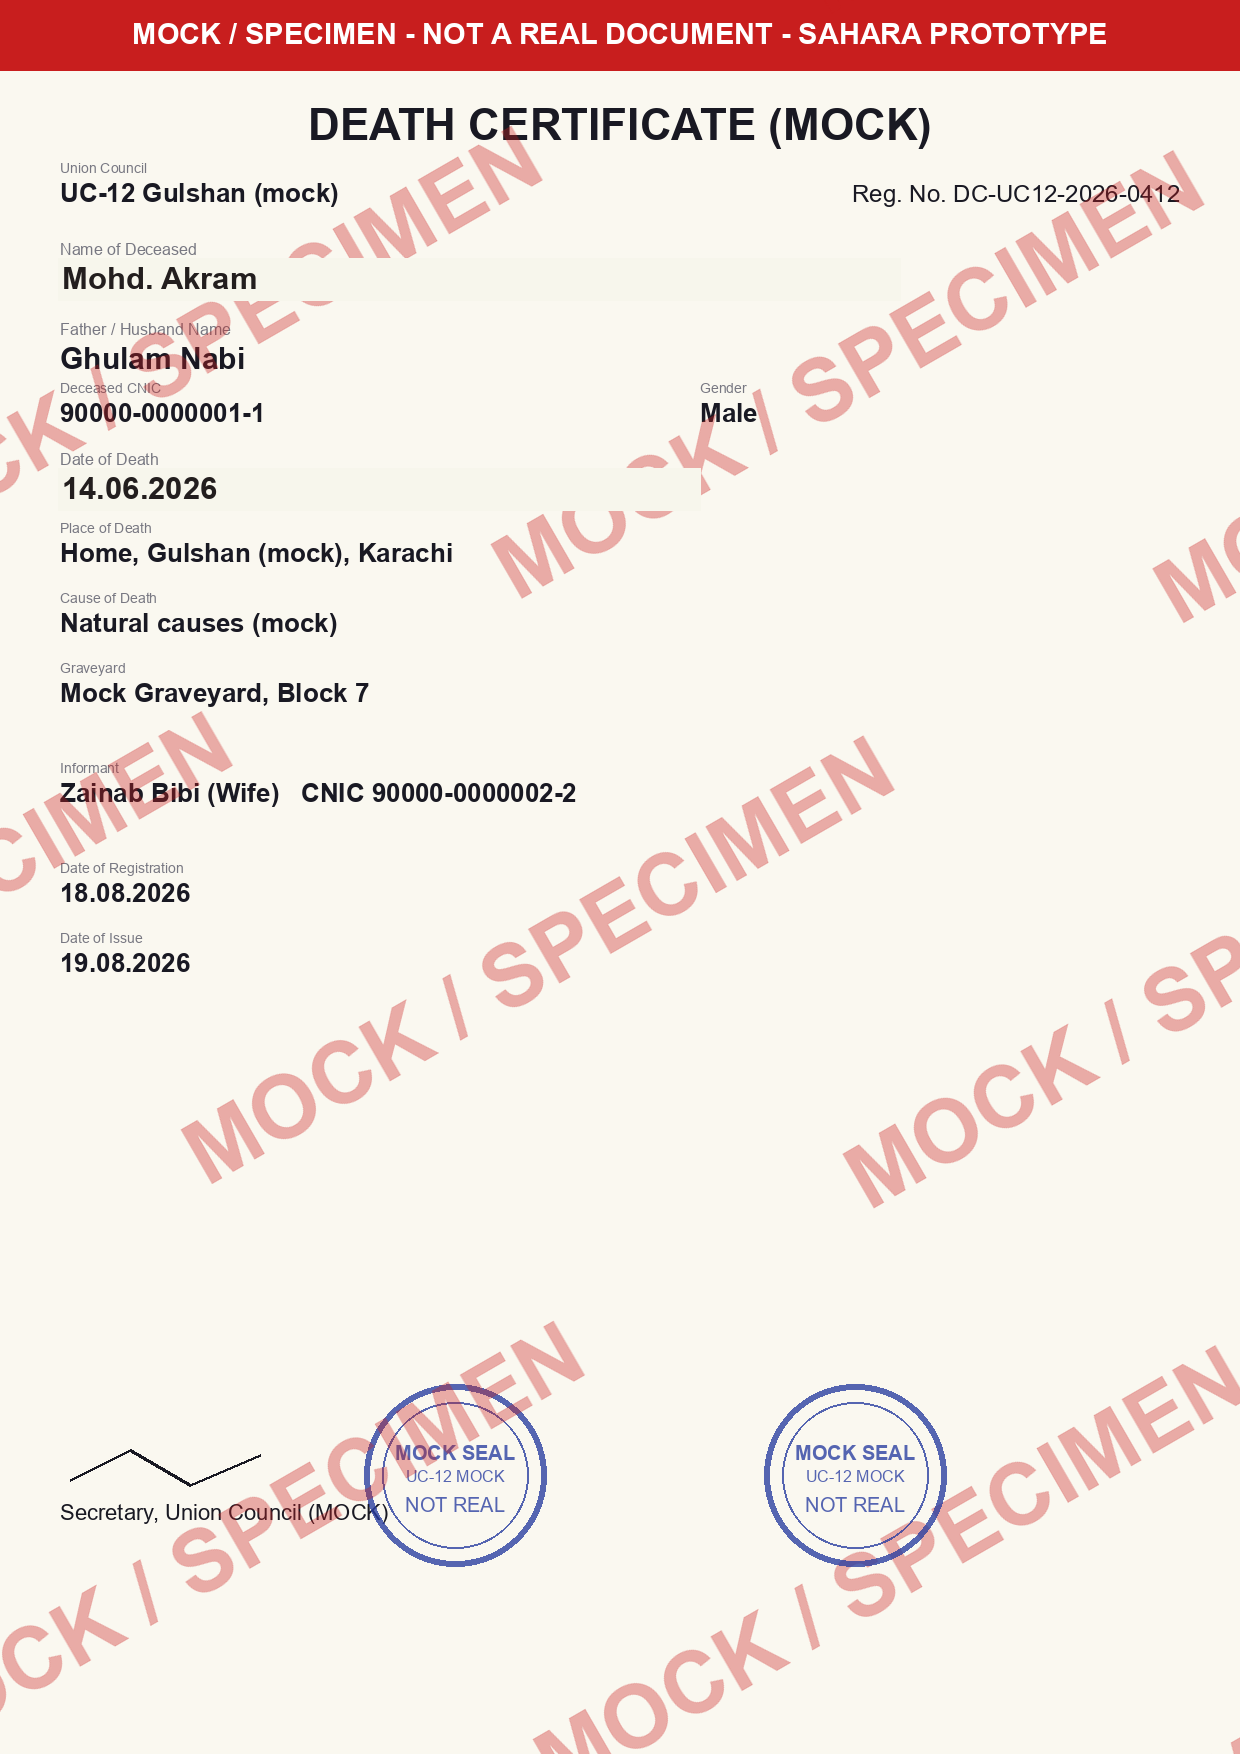 MOCK / SPECIMEN - NOT A REAL DOCUMENT - SAHARA PROTOTYPE
DEATH CERTIFICATE (MOCK)
Union Council
UC-12 Gulshan (mock)
Reg. No. DC-UC12-2026-0412
Name of Deceased
Mohd. Akram
Father / Husband Name
Ghulam Nabi
Deceased CNIC
90000-0000001-1
Gender
Male
Date of Death
14.06.2026
Place of Death
Home, Gulshan (mock), Karachi
Cause of Death
Natural causes (mock)
Graveyard
Mock Graveyard, Block 7
Informant
Zainab Bibi (Wife) CNIC 90000-0000002-2
Date of Registration
18.08.2026
Date of Issue
19.08.2026
Secretary, Union Council (MOCK)
MOCK SEAL
UC-12 MOCK
NOT REAL
MOCK SEAL
UC-12 MOCK
NOT REAL
MOCK / SPECIMEN
MOCK / SPECIMEN
MOCK / SPECIMEN
MOCK / SPECIMEN